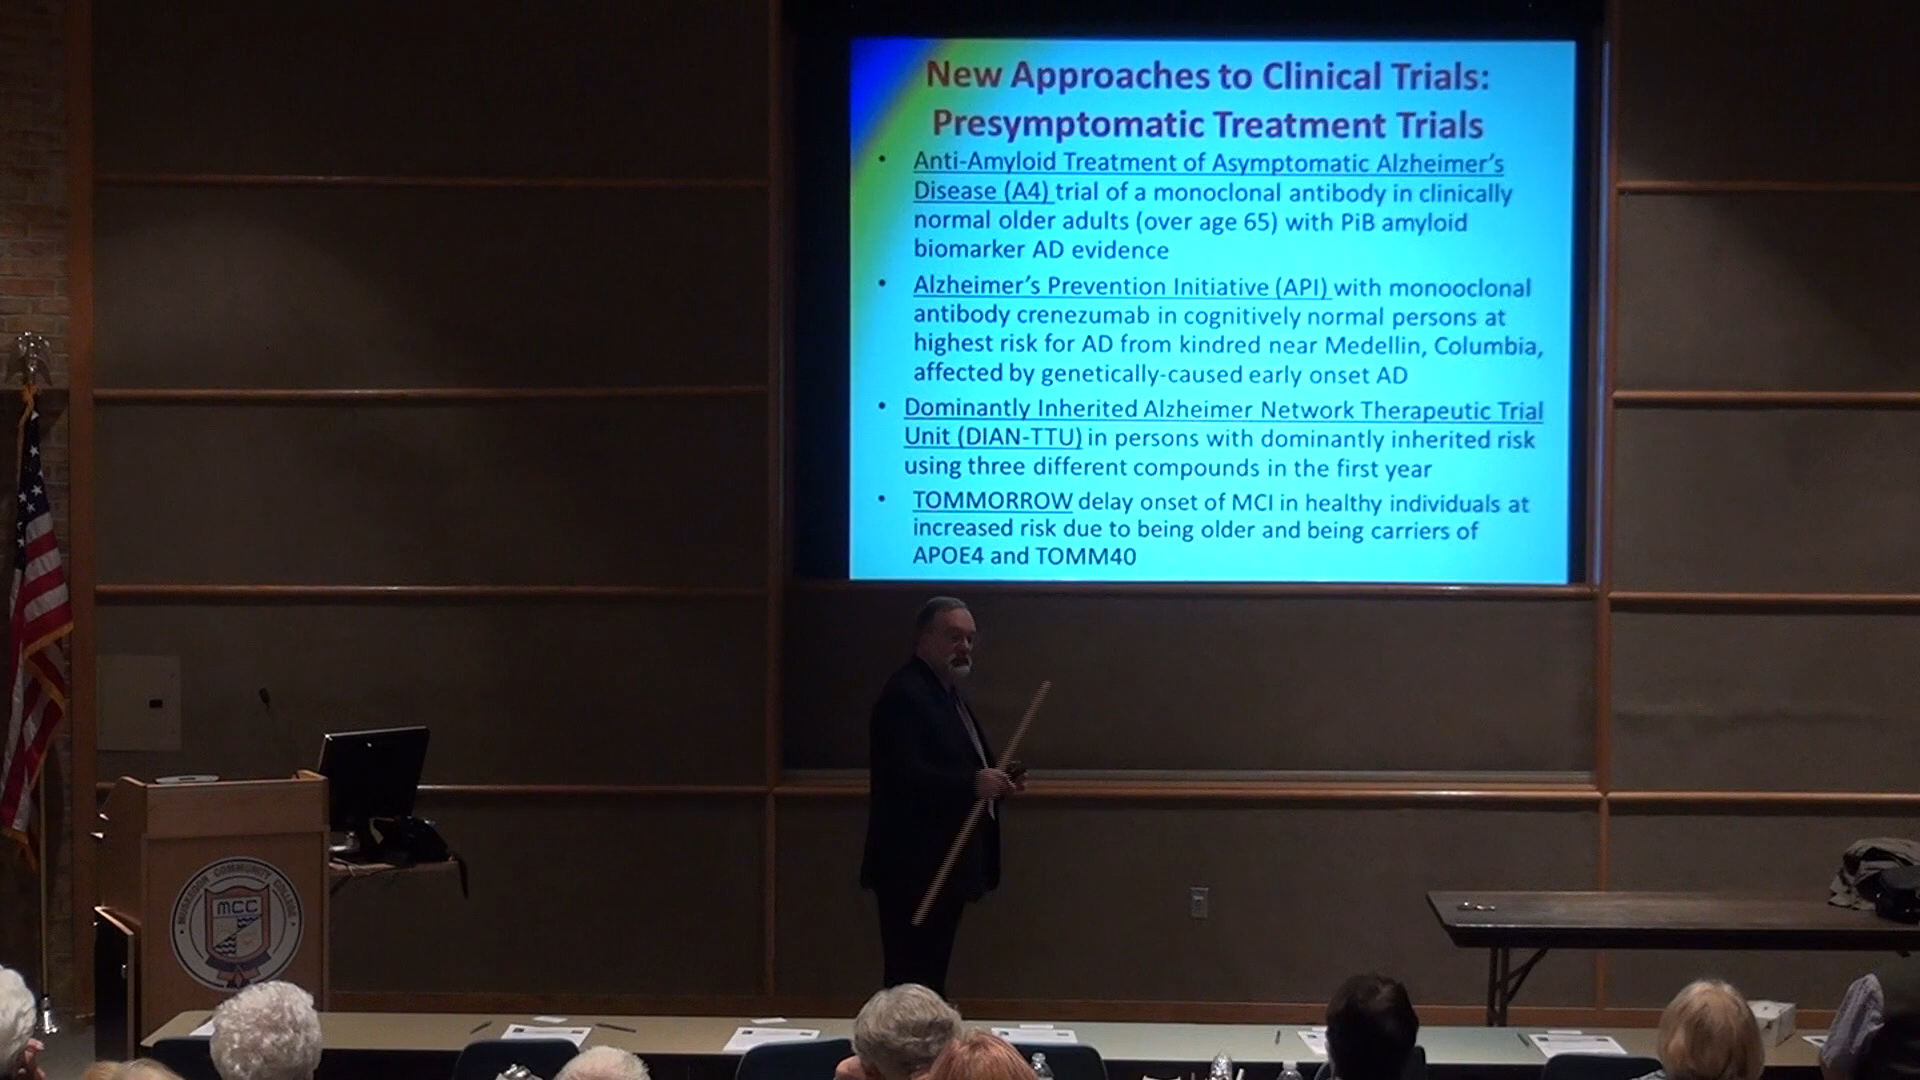 New Approaches to Clinical Trials:
Presymptomatic Treatment Trials
• Anti-Amyloid Treatment of Asymptomatic Alzheimer's
Disease (A4) trial of a monoclonal antibody in clinically
normal older adults (over age 65) with PiB amyloid
biomarker AD evidence
• Alzheimer's Prevention Initiative (API) with monooclonal
antibody crenezumab in cognitively normal persons at
highest risk for AD from kindred near Medellin, Columbia,
affected by genetically-caused early onset AD
• Dominantly Inherited Alzheimer Network Therapeutic Trial
Unit (DIAN-TTU) in persons with dominantly inherited risk
using three different compounds in the first year
• TOMMORROW delay onset of MCI in healthy individuals at
increased risk due to being older and being carriers of
APOE4 and TOMM40
MUSKEGON COMMUNITY COLLEGE
MCC